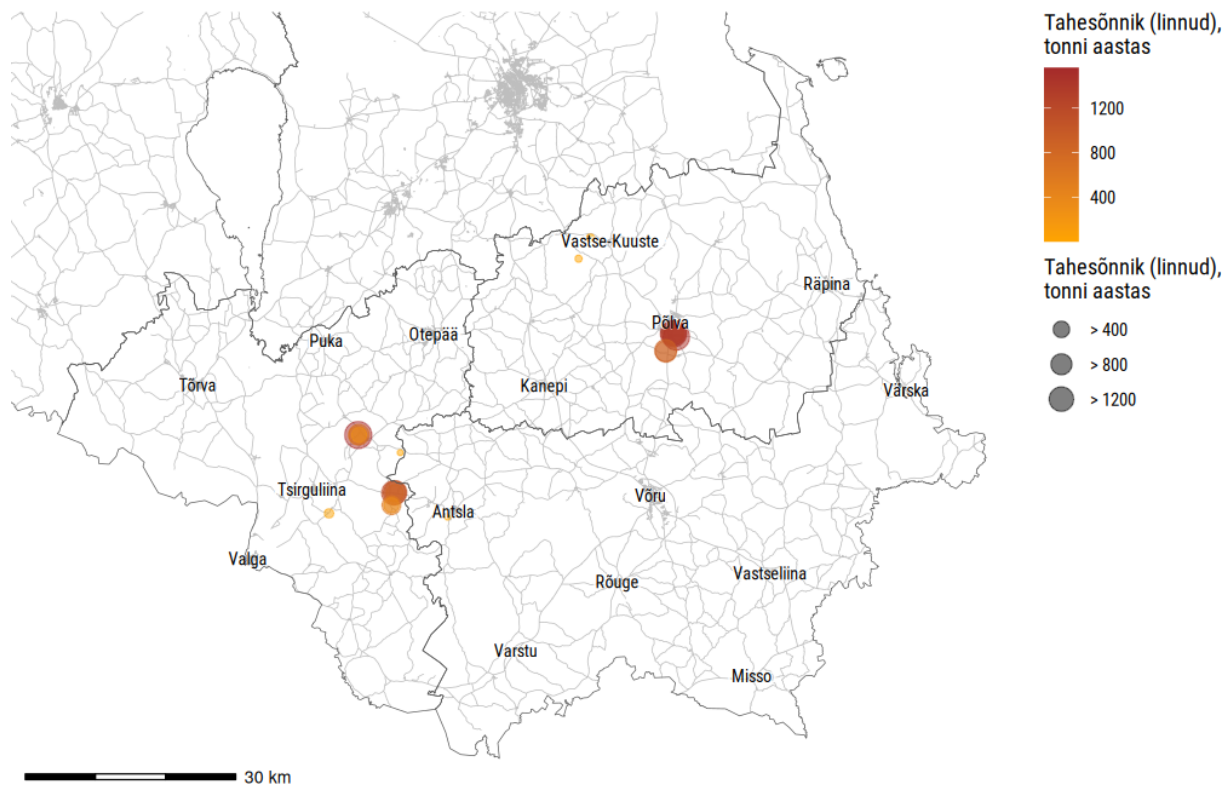 Tahesõnnik (linnud),
tonni aastas
1200
800
400
Tahesõnnik (linnud),
tonni aastas
> 400
> 800
> 1200
Vastse-Kuuste
Räpina
Põlva
Otepää
Puka
Tõrva
Kanepi
Värska
Tsirguliina
Võru
Antsla
Valga
Vastseliina
Rõuge
Varstu
Misso
30 km